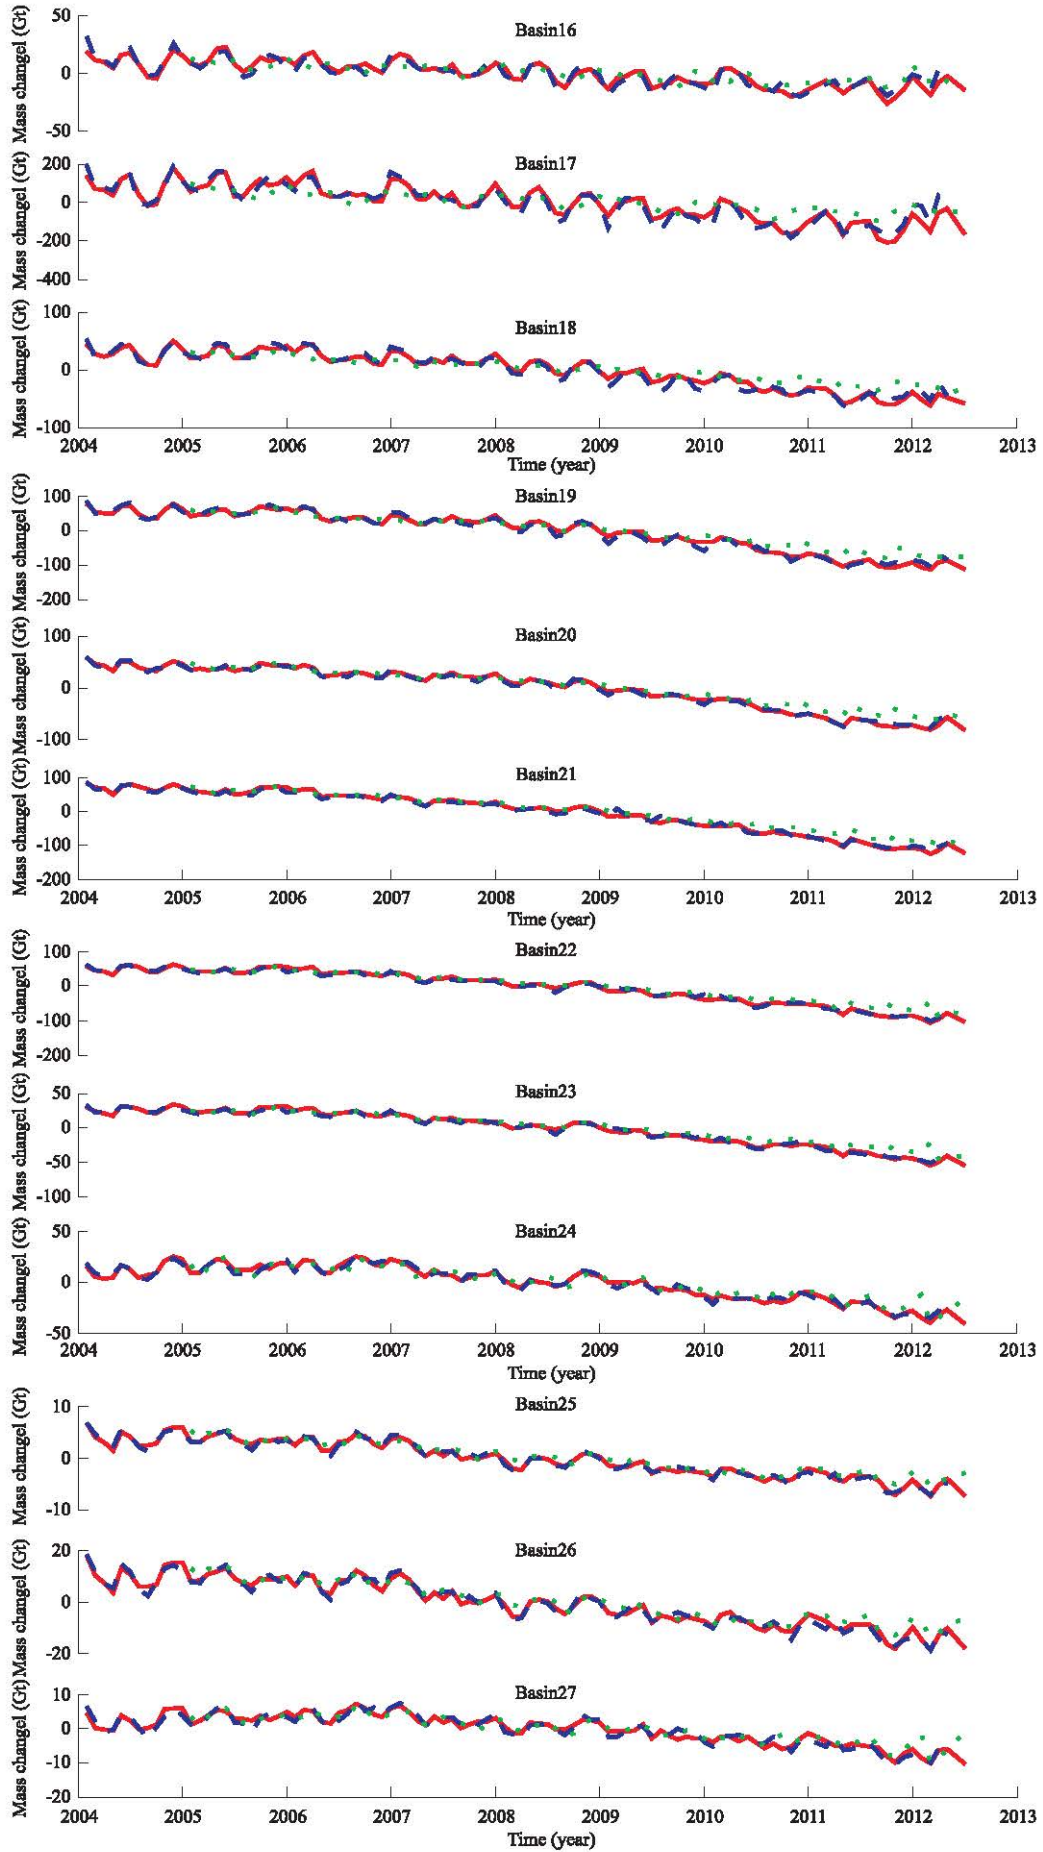 Mass changel (Gt)
50
0
-50
Basin16
Mass changel (Gt)
200
0
-200
-400
Basin17
Mass changel (Gt)
100
0
-100
Basin18
2004 2005 2006 2007 2008 2009 2010 2011 2012 2013
Time (year)
Mass changel (Gt)
100
0
-100
-200
Basin19
Mass changel (Gt)
100
0
-100
Basin20
Mass changel (Gt)
100
0
-100
-200
Basin21
2004 2005 2006 2007 2008 2009 2010 2011 2012 2013
Time (year)
Mass changel (Gt)
100
0
-100
-200
Basin22
Mass changel (Gt)
50
0
-50
-100
Basin23
Mass changel (Gt)
50
0
-50
Basin24
2004 2005 2006 2007 2008 2009 2010 2011 2012 2013
Time (year)
Mass changel (Gt)
10
0
-10
Basin25
Mass changel (Gt)
20
0
-20
Basin26
Mass changel (Gt)
10
0
-10
-20
Basin27
2004 2005 2006 2007 2008 2009 2010 2011 2012 2013
Time (year)